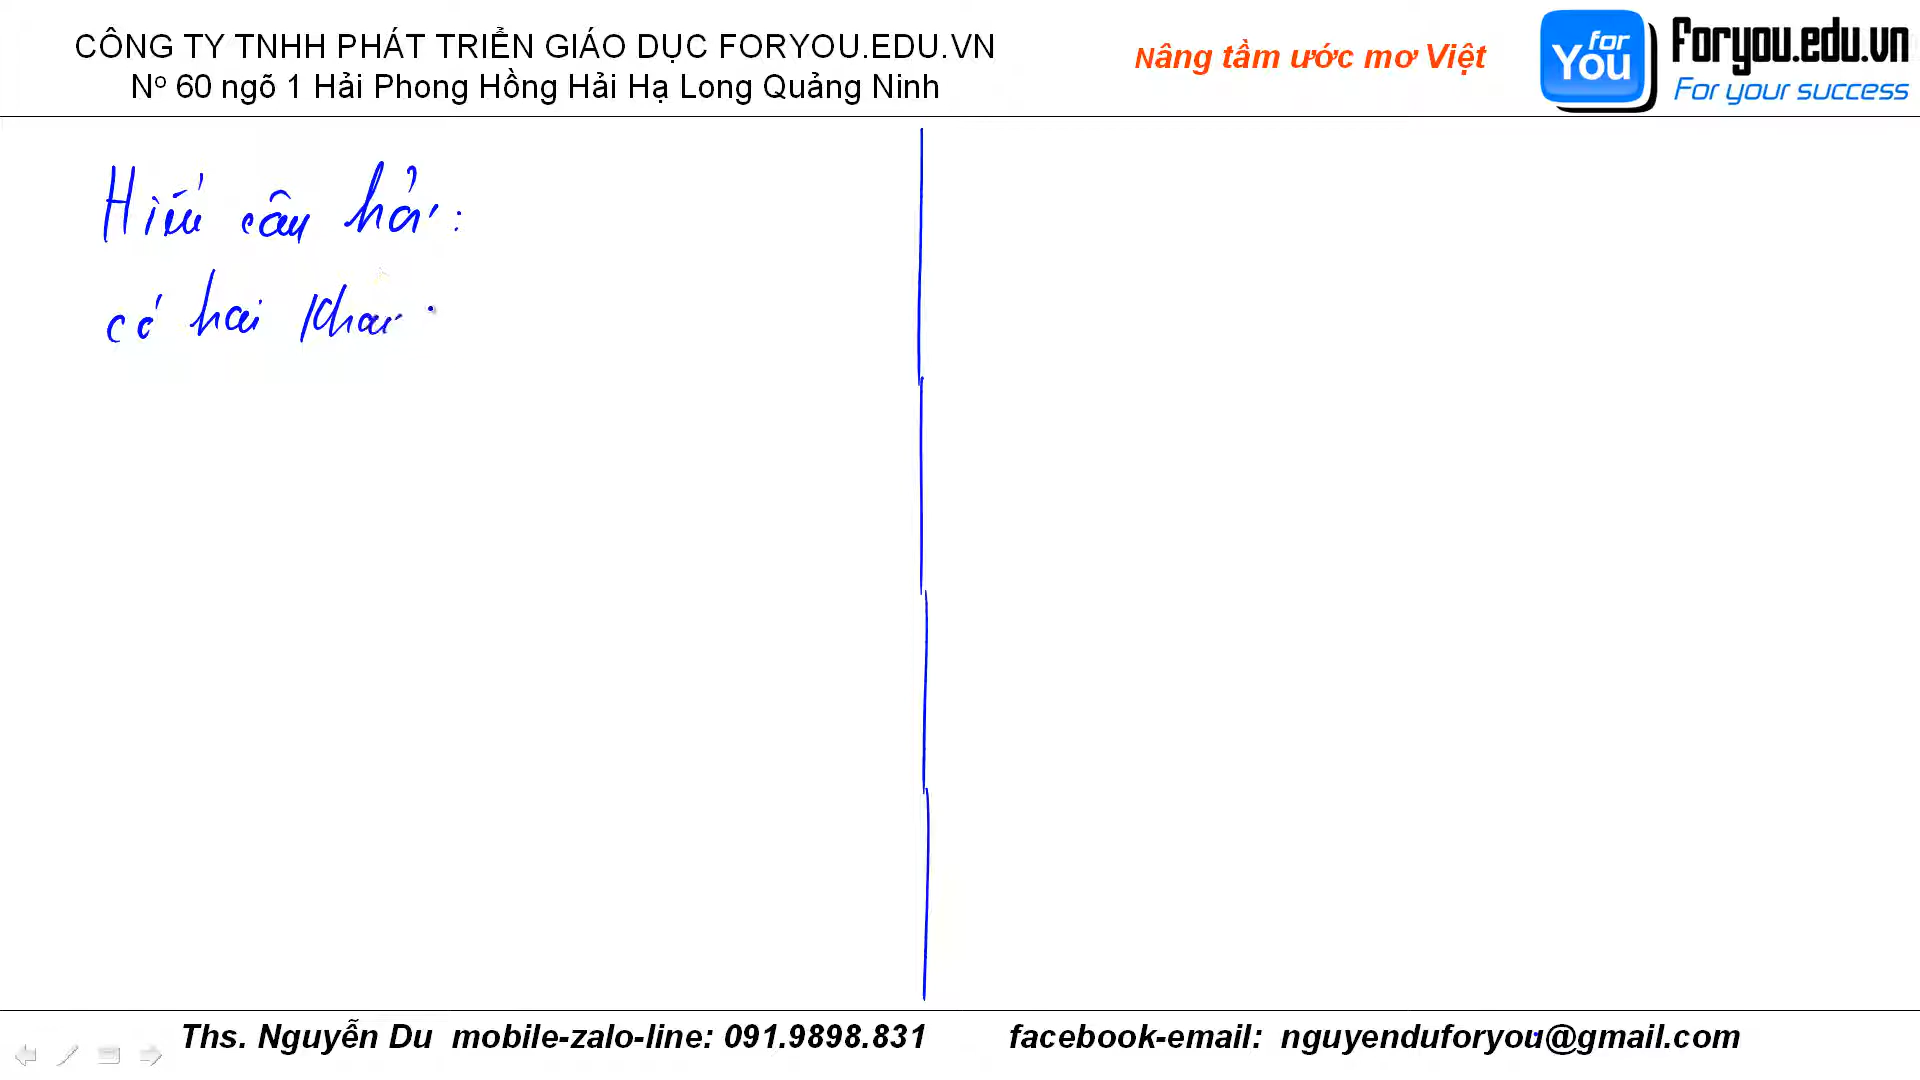 CÔNG TY TNHH PHÁT TRIỂN GIÁO DỤC FORYOU.EDU.VN
Nº 60 ngõ 1 Hải Phong Hồng Hải Hạ Long Quảng Ninh
Nâng tầm ước mơ Việt
for
You
Foryou.edu.vn
For your success
Hiểu câu hỏi:
có hai khái
Ths. Nguyễn Du mobile-zalo-line: 091.9898.831
facebook-email: nguyenduforyou@gmail.com